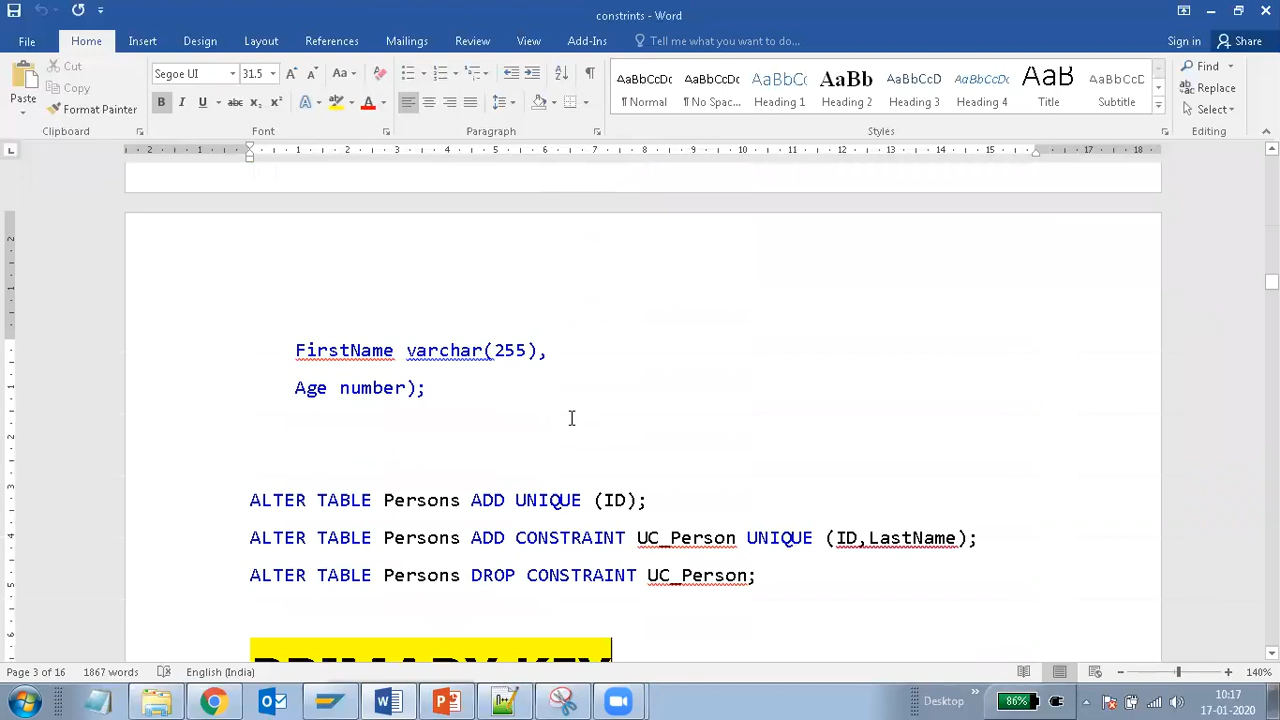 constrints - Word
File Home Insert Design Layout References Mailings Review View Add-Ins Tell me what you want to do... Sign in Share
Paste Cut Copy Format Painter
Clipboard
Segoe UI 31.5
Font
Paragraph
AaBbCcDc AaBbCcDc AaBbC AaBb AaBbCcD AaBbCcD AaB AaBbCcD
¶ Normal ¶ No Spac... Heading 1 Heading 2 Heading 3 Heading 4 Title Subtitle
Styles
Find
Replace
Select
Editing
FirstName varchar(255),
Age number);
ALTER TABLE Persons ADD UNIQUE (ID);
ALTER TABLE Persons ADD CONSTRAINT UC_Person UNIQUE (ID,LastName);
ALTER TABLE Persons DROP CONSTRAINT UC_Person;
PRIMARY KEY
Page 3 of 16 1867 words English (India) 140%
Desktop 86% 10:17
17-01-2020